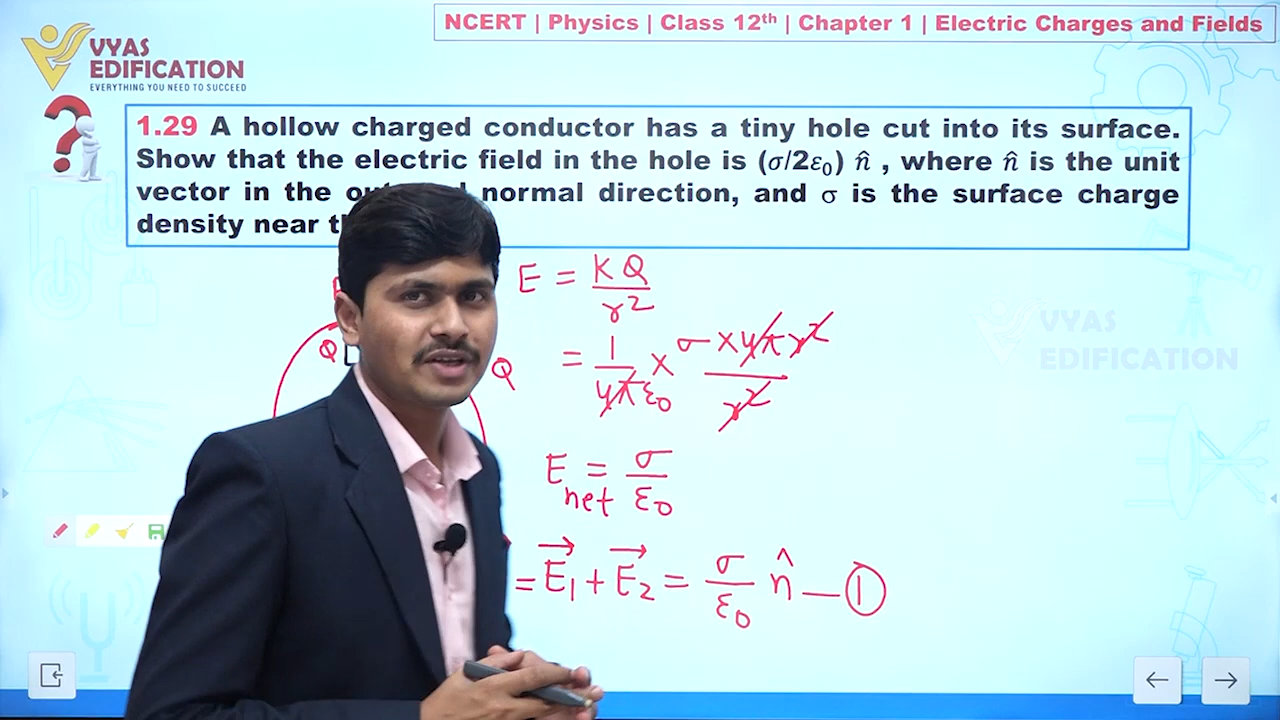 NCERT | Physics | Class 12th | Chapter 1 | Electric Charges and Fields
VYAS
EDIFICATION
EVERYTHING YOU NEED TO SUCCEED
1.29 A hollow charged conductor has a tiny hole cut into its surface.
Show that the electric field in the hole is (σ/2ε₀) n̂ , where n̂ is the unit
vector in the normal direction, and σ is the surface charge
density near
E = KQ/r²
= 1/4πε₀ × σ×4πr²/r²
Q
Q
VYAS
EDIFICATION
E net = σ/ε₀
= E⃗₁ + E⃗₂ = σ/ε₀ n̂ — ①